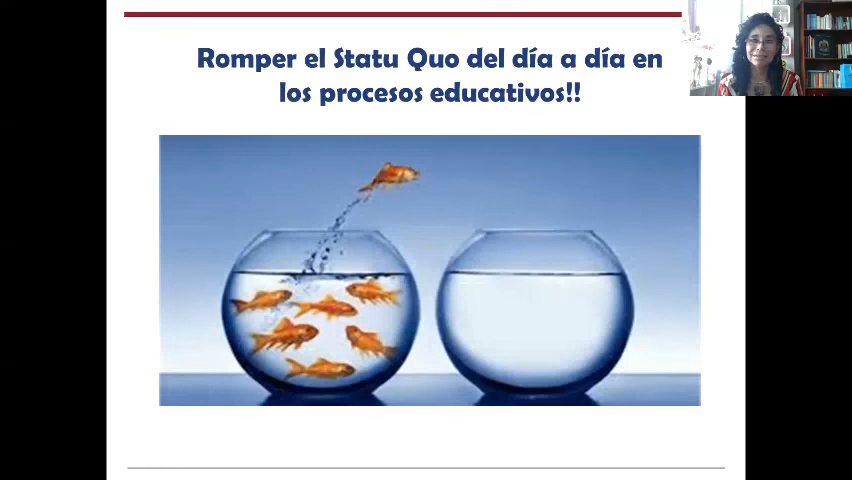 Romper el Statu Quo del día a día en
los procesos educativos!!